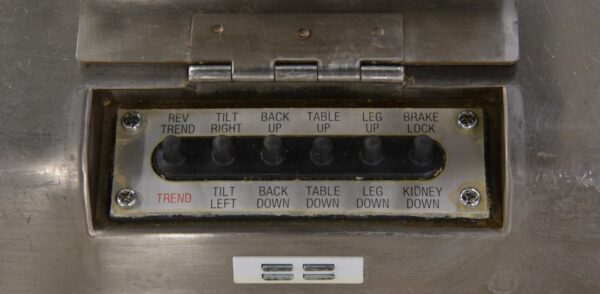 REV TILT BACK TABLE LEG BRAKE
TREND RIGHT UP UP UP LOCK
TREND TILT BACK TABLE LEG KIDNEY
LEFT DOWN DOWN DOWN DOWN